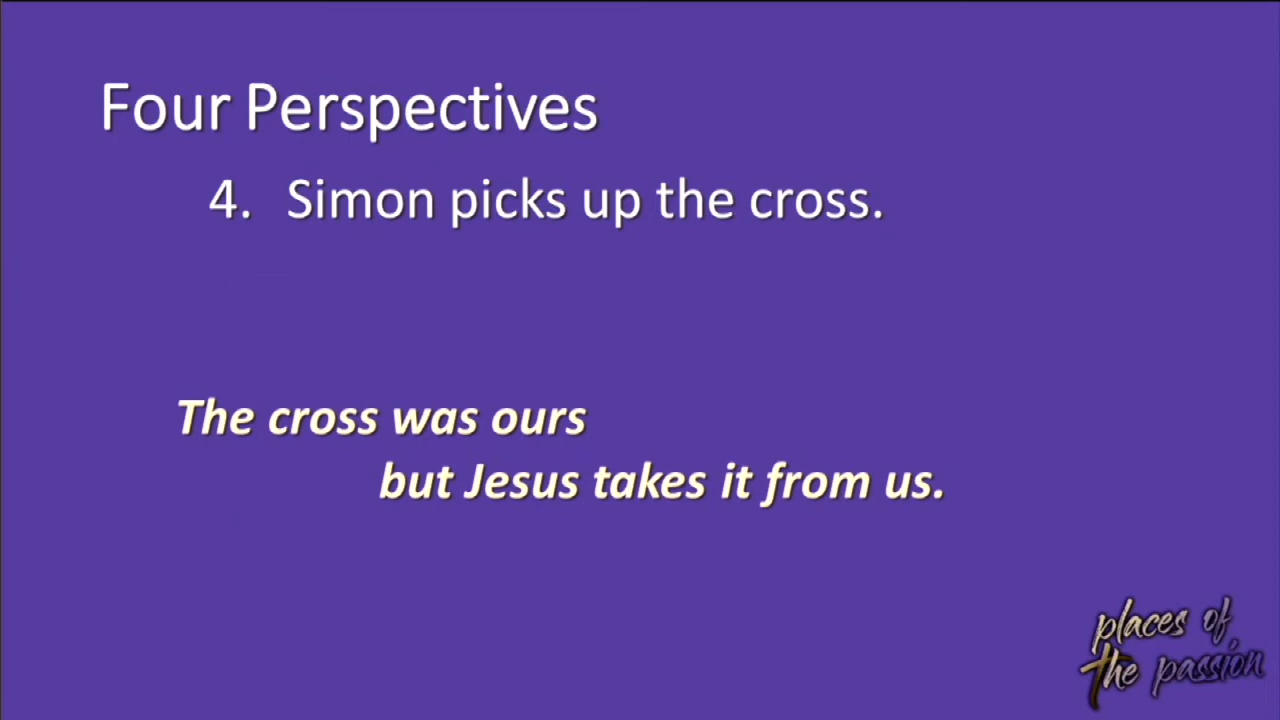 Four Perspectives
4. Simon picks up the cross.
The cross was ours
but Jesus takes it from us.
places of
the passion